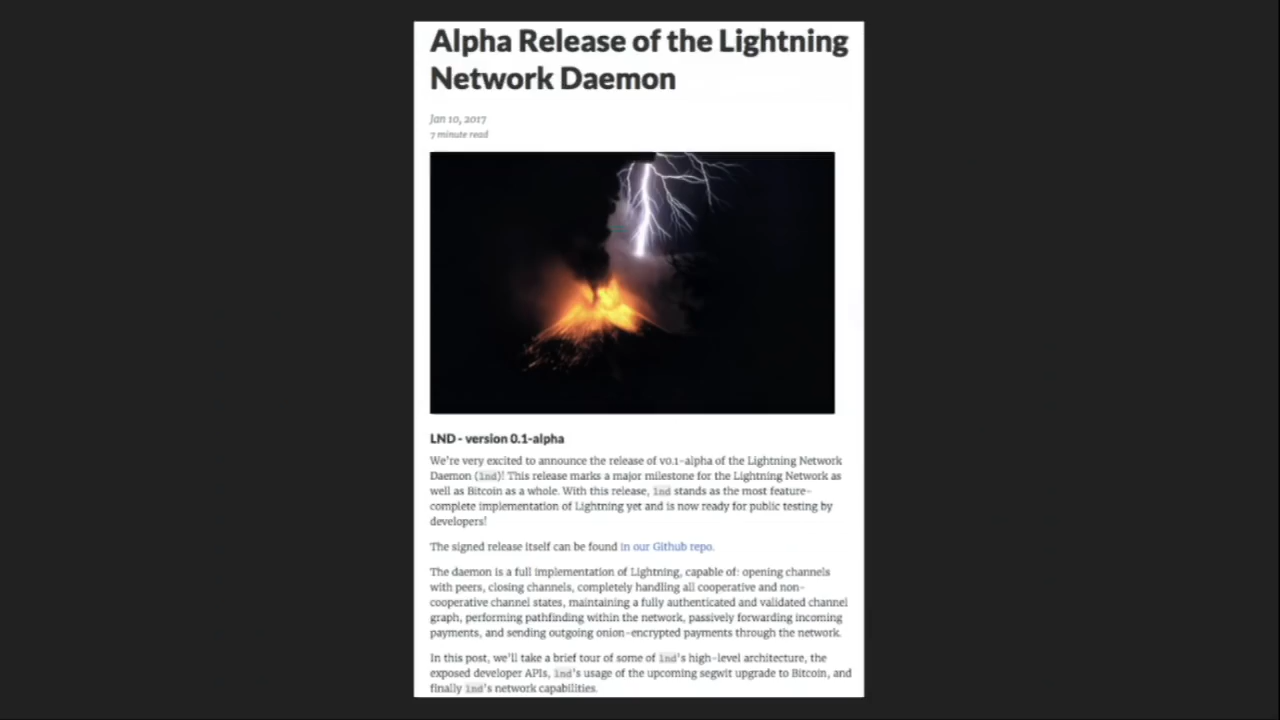 Alpha Release of the Lightning
Network Daemon
Jan 10, 2017
7 minute read
LND - version 0.1-alpha
We're very excited to announce the release of v0.1-alpha of the Lightning Network
Daemon (lnd)! This release marks a major milestone for the Lightning Network as
well as Bitcoin as a whole. With this release, lnd stands as the most feature-
complete implementation of Lightning yet and is now ready for public testing by
developers!
The signed release itself can be found in our Github repo.
The daemon is a full implementation of Lightning, capable of: opening channels
with peers, closing channels, completely handling all cooperative and non-
cooperative channel states, maintaining a fully authenticated and validated channel
graph, performing pathfinding within the network, passively forwarding incoming
payments, and sending outgoing onion-encrypted payments through the network.
In this post, we'll take a brief tour of some of lnd's high-level architecture, the
exposed developer APIs, lnd's usage of the upcoming segwit upgrade to Bitcoin, and
finally lnd's network capabilities.